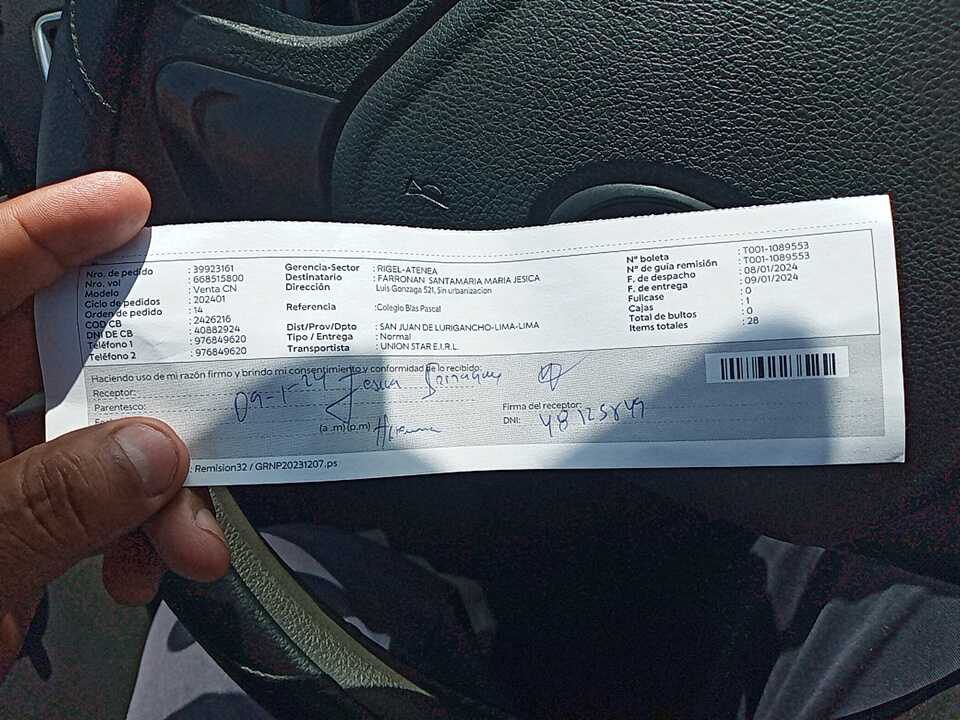 Nro. de pedido : 39923161
Nro. vol : 668515800
Modelo : Venta CN
Ciclo de pedidos : 202401
Orden de pedido : 14
COD CB : 2426216
DNI DE CB : 40882924
Teléfono 1 : 976849620
Teléfono 2 : 976849620
Gerencia-Sector : RIGEL-ATENEA
Destinatario : FARRONAN SANTAMARIA MARIA JESICA
Dirección Luis Gonzaga 521, Sin urbanizacion
Referencia :Colegio Blas Pascal
Dist/Prov/Dpto : SAN JUAN DE LURIGANCHO-LIMA-LIMA
Tipo / Entrega : Normal
Transportista : UNION STAR E.I.R.L.
N° boleta : T001-1089553
N° de guía remisión : T001-1089553
F. de despacho : 08/01/2024
F. de entrega : 09/01/2024
Fullcase : 0
Cajas : 1
Total de bultos : 0
Items totales : 28
Haciendo uso de mi razón firmo y brindo mi consentimiento y conformidad de lo recibido:
Receptor: 09-1-24
Parentesco:
(a.m)(p.m)
Firma del receptor:
DNI:
: Remision32 / GRNP20231207.ps